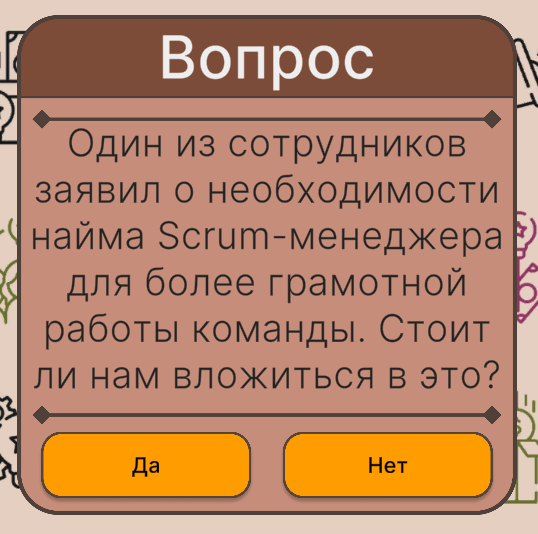 Вопрос
Один из сотрудников
заявил о необходимости
найма Scrum-менеджера
для более грамотной
работы команды. Стоит
ли нам вложиться в это?
Да
Нет